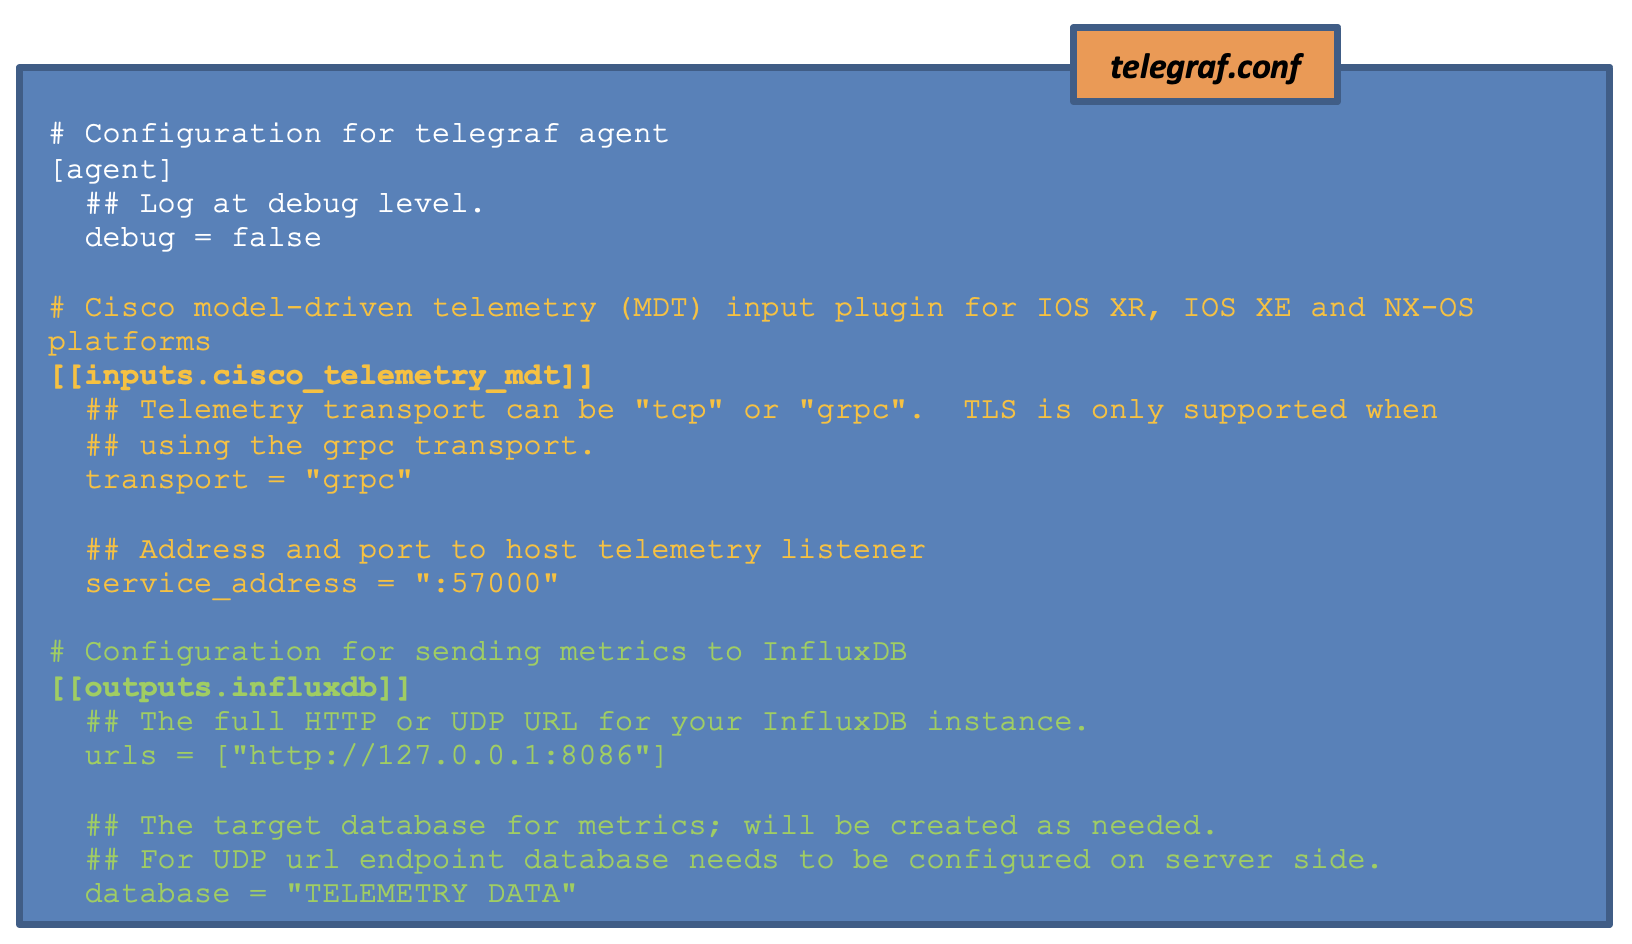 telegraf.conf
# Configuration for telegraf agent
[agent]
  ## Log at debug level.
  debug = false
# Cisco model-driven telemetry (MDT) input plugin for IOS XR, IOS XE and NX-OS
platforms
[[inputs.cisco_telemetry_mdt]]
  ## Telemetry transport can be "tcp" or "grpc".  TLS is only supported when
  ## using the grpc transport.
  transport = "grpc"
  ## Address and port to host telemetry listener
  service_address = ":57000"
# Configuration for sending metrics to InfluxDB
[[outputs.influxdb]]
  ## The full HTTP or UDP URL for your InfluxDB instance.
  urls = ["http://127.0.0.1:8086"]
  ## The target database for metrics; will be created as needed.
  ## For UDP url endpoint database needs to be configured on server side.
  database = "TELEMETRY DATA"